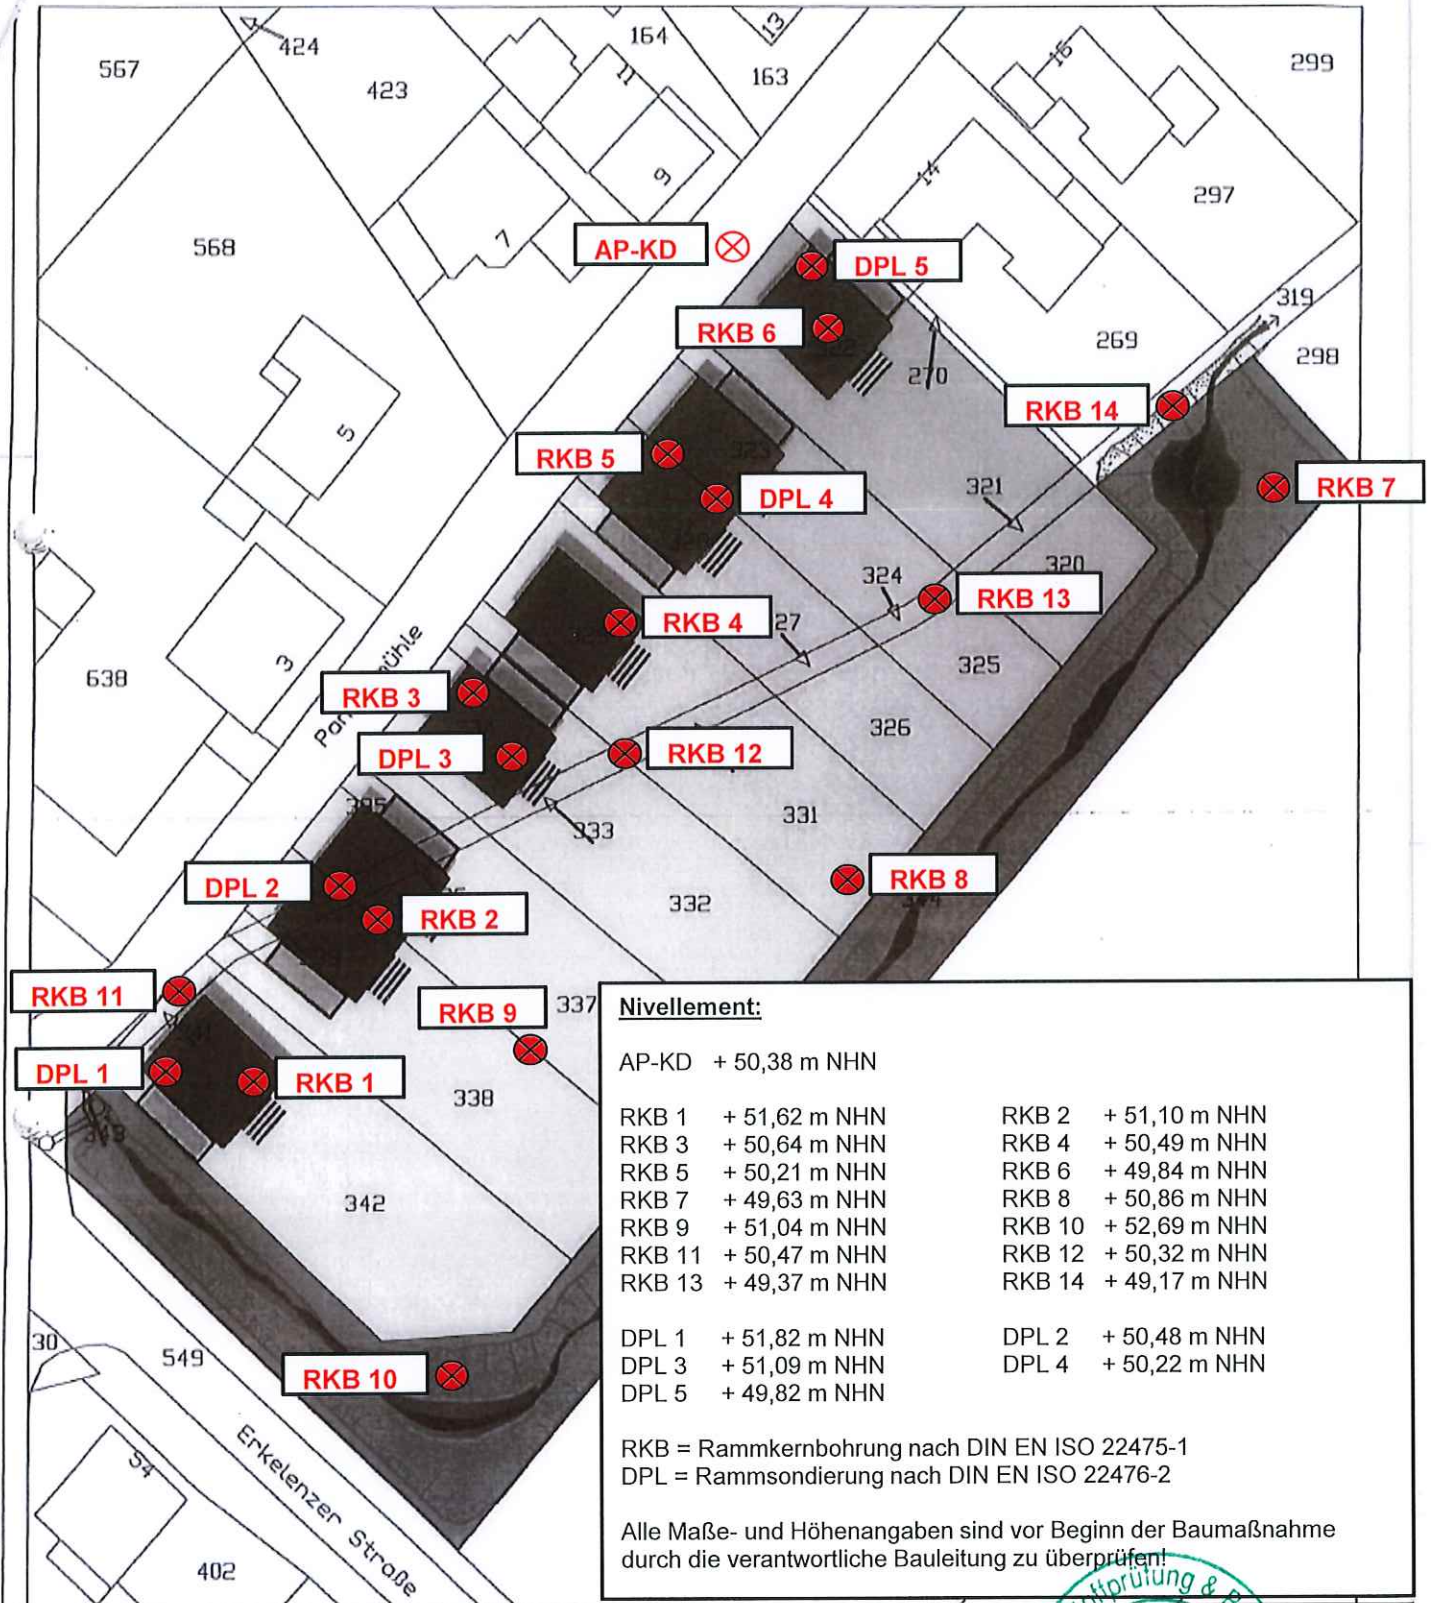 567
424
423
164
13
163
15
299
11
9
7
14
297
568
AP-KD
DPL 5
RKB 6
322
270
269
319
298
RKB 14
5
RKB 5
323
DPL 4
321
RKB 7
320
324
RKB 13
RKB 4
27
325
638
3
mühle
RKB 3
326
DPL 3
RKB 12
331
333
DPL 2
RKB 2
332
RKB 8
344
RKB 11
RKB 9
337
DPL 1
RKB 1
338
343
342
30
549
RKB 10
Erkelenzer Straße
54
402
Nivellement:
AP-KD + 50,38 m NHN
RKB 1 + 51,62 m NHN RKB 2 + 51,10 m NHN
RKB 3 + 50,64 m NHN RKB 4 + 50,49 m NHN
RKB 5 + 50,21 m NHN RKB 6 + 49,84 m NHN
RKB 7 + 49,63 m NHN RKB 8 + 50,86 m NHN
RKB 9 + 51,04 m NHN RKB 10 + 52,69 m NHN
RKB 11 + 50,47 m NHN RKB 12 + 50,32 m NHN
RKB 13 + 49,37 m NHN RKB 14 + 49,17 m NHN
DPL 1 + 51,82 m NHN DPL 2 + 50,48 m NHN
DPL 3 + 51,09 m NHN DPL 4 + 50,22 m NHN
DPL 5 + 49,82 m NHN
RKB = Rammkernbohrung nach DIN EN ISO 22475-1
DPL = Rammsondierung nach DIN EN ISO 22476-2
Alle Maße- und Höhenangaben sind vor Beginn der Baumaßnahme
durch die verantwortliche Bauleitung zu überprüfen!